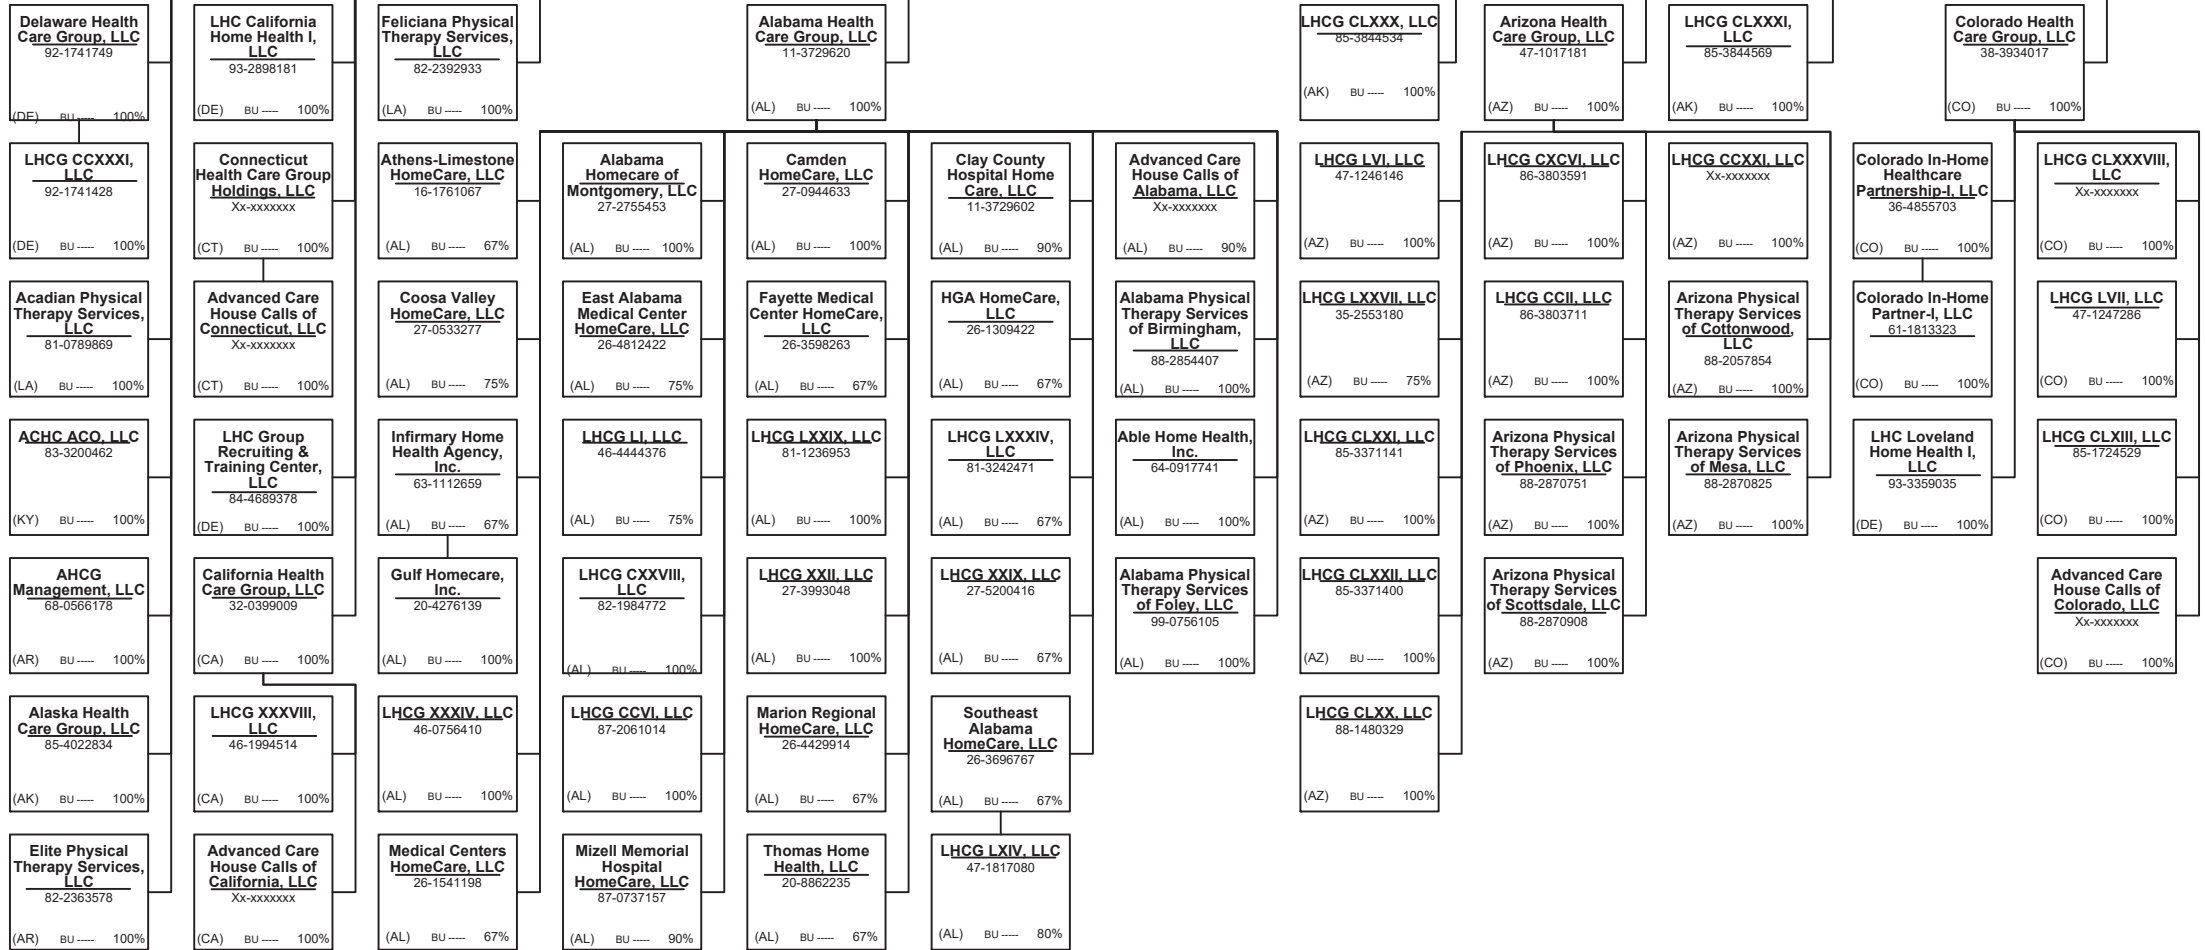 Delaware Health
Care Group, LLC
92-1741749
(DE) BU ----- 100%
LHC California
Home Health I,
LLC
93-2898181
(DE) BU ----- 100%
Feliciana Physical
Therapy Services,
LLC
82-2392933
(LA) BU ----- 100%
Alabama Health
Care Group, LLC
11-3729620
(AL) BU ----- 100%
LHCG CLXXX, LLC
85-3844534
(AK) BU ----- 100%
Arizona Health
Care Group, LLC
47-1017181
(AZ) BU ----- 100%
LHCG CLXXXI,
LLC
85-3844569
(AK) BU ----- 100%
Colorado Health
Care Group, LLC
38-3934017
(CO) BU ----- 100%
LHCG CCXXXI,
LLC
92-1741428
(DE) BU ----- 100%
Connecticut
Health Care Group
Holdings, LLC
Xx-xxxxxxx
(CT) BU ----- 100%
Athens-Limestone
HomeCare, LLC
16-1761067
(AL) BU ----- 67%
Alabama
Homecare of
Montgomery, LLC
27-2755453
(AL) BU ----- 100%
Camden
HomeCare, LLC
27-0944633
(AL) BU ----- 100%
Clay County
Hospital Home
Care, LLC
11-3729602
(AL) BU ----- 90%
Advanced Care
House Calls of
Alabama, LLC
Xx-xxxxxxx
(AL) BU ----- 90%
LHCG LVI, LLC
47-1246146
(AZ) BU ----- 100%
LHCG CXCVI, LLC
86-3803591
(AZ) BU ----- 100%
LHCG CCXXI, LLC
Xx-xxxxxxx
(AZ) BU ----- 100%
Colorado In-Home
Healthcare
Partnership-I, LLC
36-4855703
(CO) BU ----- 100%
LHCG CLXXXVIII,
LLC
Xx-xxxxxxx
(CO) BU ----- 100%
Acadian Physical
Therapy Services,
LLC
81-0789869
(LA) BU ----- 100%
Advanced Care
House Calls of
Connecticut, LLC
Xx-xxxxxxx
(CT) BU ----- 100%
Coosa Valley
HomeCare, LLC
27-0533277
(AL) BU ----- 75%
East Alabama
Medical Center
HomeCare, LLC
26-4812422
(AL) BU ----- 75%
Fayette Medical
Center HomeCare,
LLC
26-3598263
(AL) BU ----- 67%
HGA HomeCare,
LLC
26-1309422
(AL) BU ----- 67%
Alabama Physical
Therapy Services
of Birmingham,
LLC
88-2854407
(AL) BU ----- 100%
LHCG LXXVII, LLC
35-2553180
(AZ) BU ----- 75%
LHCG CCII, LLC
86-3803711
(AZ) BU ----- 100%
Arizona Physical
Therapy Services
of Cottonwood,
LLC
88-2057854
(AZ) BU ----- 100%
Colorado In-Home
Partner-I, LLC
61-1813323
(CO) BU ----- 100%
LHCG LVII, LLC
47-1247286
(CO) BU ----- 100%
ACHC ACO, LLC
83-3200462
(KY) BU ----- 100%
LHC Group
Recruiting &
Training Center,
LLC
84-4689378
(DE) BU ----- 100%
Infirmary Home
Health Agency,
Inc.
63-1112659
(AL) BU ----- 67%
LHCG LI, LLC
46-4444376
(AL) BU ----- 75%
LHCG LXXIX, LLC
81-1236953
(AL) BU ----- 100%
LHCG LXXXIV,
LLC
81-3242471
(AL) BU ----- 67%
Able Home Health,
Inc.
64-0917741
(AL) BU ----- 100%
LHCG CLXXI, LLC
85-3371141
(AZ) BU ----- 100%
Arizona Physical
Therapy Services
of Phoenix, LLC
88-2870751
(AZ) BU ----- 100%
Arizona Physical
Therapy Services
of Mesa, LLC
88-2870825
(AZ) BU ----- 100%
LHC Loveland
Home Health I,
LLC
93-3359035
(DE) BU ----- 100%
LHCG CLXIII, LLC
85-1724529
(CO) BU ----- 100%
AHCG
Management, LLC
68-0566178
(AR) BU ----- 100%
California Health
Care Group, LLC
32-0399009
(CA) BU ----- 100%
Gulf Homecare,
Inc.
20-4276139
(AL) BU ----- 100%
LHCG CXXVIII,
LLC
82-1984772
(AL) BU ----- 100%
LHCG XXII, LLC
27-3993048
(AL) BU ----- 100%
LHCG XXIX, LLC
27-5200416
(AL) BU ----- 67%
Alabama Physical
Therapy Services
of Foley, LLC
99-0756105
(AL) BU ----- 100%
LHCG CLXXII, LLC
85-3371400
(AZ) BU ----- 100%
Arizona Physical
Therapy Services
of Scottsdale, LLC
88-2870908
(AZ) BU ----- 100%
Advanced Care
House Calls of
Colorado, LLC
Xx-xxxxxxx
(CO) BU ----- 100%
Alaska Health
Care Group, LLC
85-4022834
(AK) BU ----- 100%
LHCG XXXVIII,
LLC
46-1994514
(CA) BU ----- 100%
LHCG XXXIV, LLC
46-0756410
(AL) BU ----- 100%
LHCG CCVI, LLC
87-2061014
(AL) BU ----- 100%
Marion Regional
HomeCare, LLC
26-4429914
(AL) BU ----- 67%
Southeast
Alabama
HomeCare, LLC
26-3696767
(AL) BU ----- 67%
LHCG CLXX, LLC
88-1480329
(AZ) BU ----- 100%
Elite Physical
Therapy Services,
LLC
82-2363578
(AR) BU ----- 100%
Advanced Care
House Calls of
California, LLC
Xx-xxxxxxx
(CA) BU ----- 100%
Medical Centers
HomeCare, LLC
26-1541198
(AL) BU ----- 67%
Mizell Memorial
Hospital
HomeCare, LLC
87-0737157
(AL) BU ----- 90%
Thomas Home
Health, LLC
20-8862235
(AL) BU ----- 67%
LHCG LXIV, LLC
47-1817080
(AL) BU ----- 80%